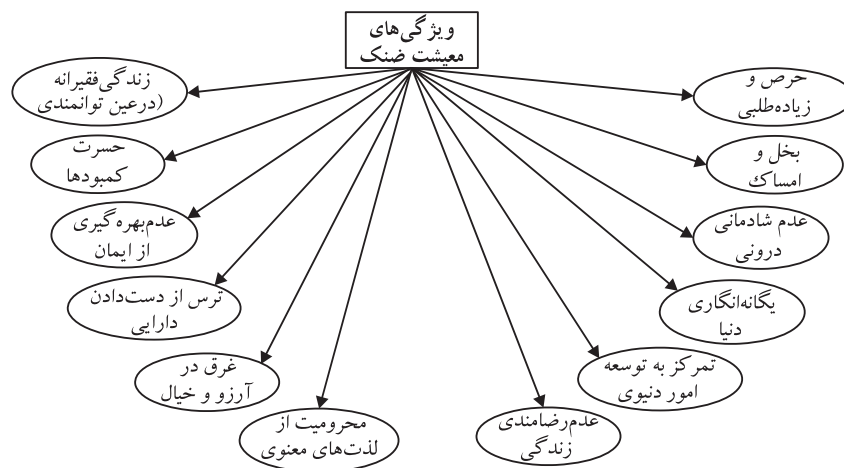 ویژگی‌های
معیشت ضنک
حرص و
زیاده‌طلبی
بخل و
امساک
عدم شادمانی
درونی
یگانه‌انگاری
دنیا
تمرکز به توسعه
امور دنیوی
عدم‌رضامندی
زندگی
محرومیت از
لذت‌های معنوی
غرق در
آرزو و خیال
ترس از دست‌دادن
دارایی
عدم‌بهره‌گیری
از ایمان
حسرت
کمبودها
زندگی‌فقیرانه
(درعین توانمندی